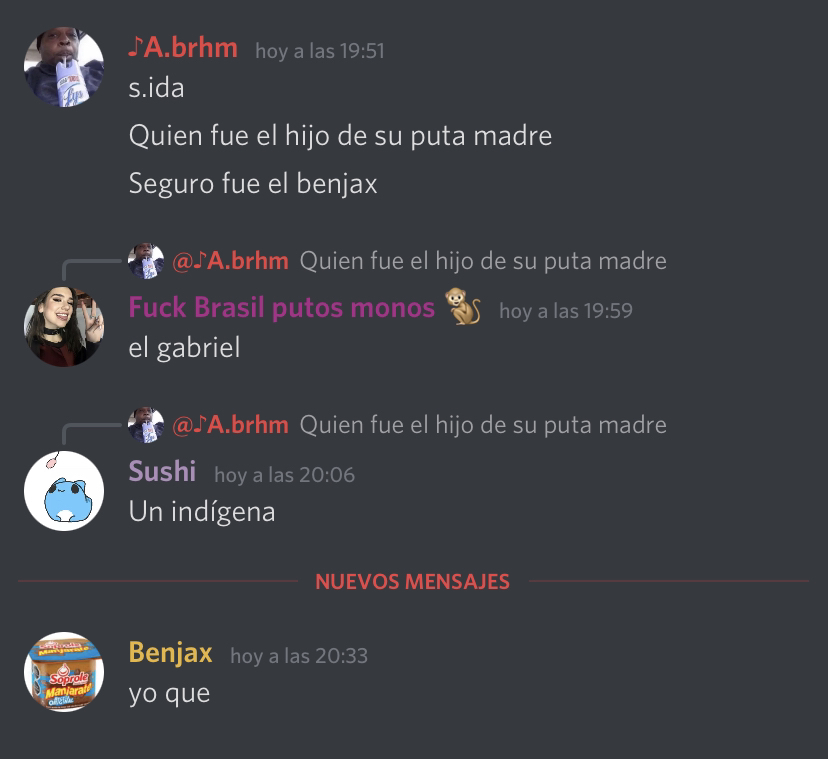 ♪A.brhm hoy a las 19:51
s.ida
Quien fue el hijo de su puta madre
Seguro fue el benjax
@♪A.brhm Quien fue el hijo de su puta madre
Fuck Brasil putos monos 🐒 hoy a las 19:59
el gabriel
@♪A.brhm Quien fue el hijo de su puta madre
Sushi hoy a las 20:06
Un indígena
NUEVOS MENSAJES
Benjax hoy a las 20:33
Soprole
Manjarate
yo que